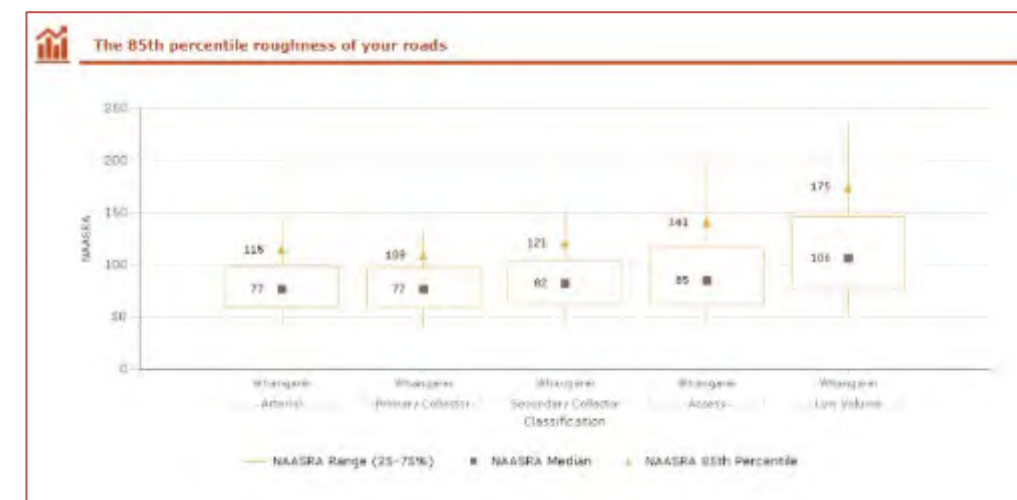 The 85th percentile roughness of your roads
250
200
150
100
50
0
NAASRA
77
109
77
121
82
141
85
175
106
Whangarei
Arterial
Whangarei
Primary Collector
Whangarei
Secondary Collector
Whangarei
Access
Whangarei
Low Volume
Classification
NAASRA Range (25-75%)
NAASRA Median
NAASRA 85th Percentile